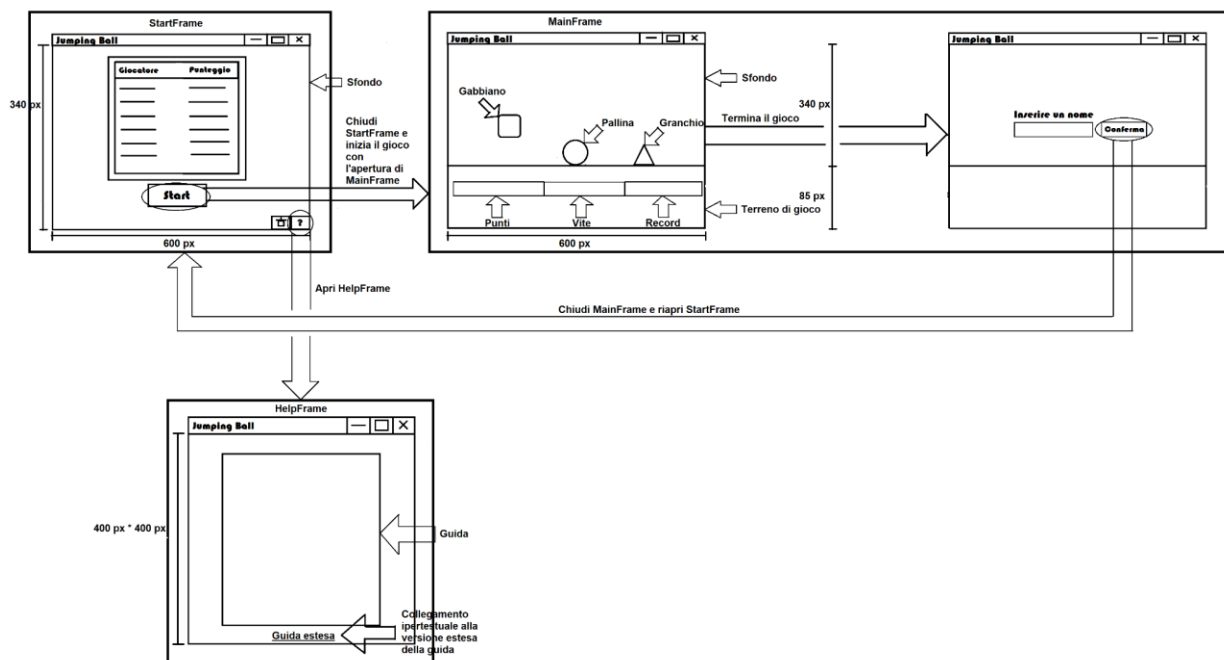 StartFrame
Jumping Ball
Giocatore Punteggio
340 px
Sfondo
Start
?
600 px
Chiudi
StartFrame e
inizia il gioco
con
l'apertura di
MainFrame
MainFrame
Jumping Ball
Gabbiano
Pallina
Granchio
Sfondo
Punti
Vite
Record
Terreno di gioco
600 px
Termina il gioco
340 px
85 px
Jumping Ball
Inserire un nome
Conferma
Apri HelpFrame
Chiudi MainFrame e riapri StartFrame
HelpFrame
Jumping Ball
400 px * 400 px
Guida
Guida estesa
Collegamento
ipertestuale alla
versione estesa
della guida